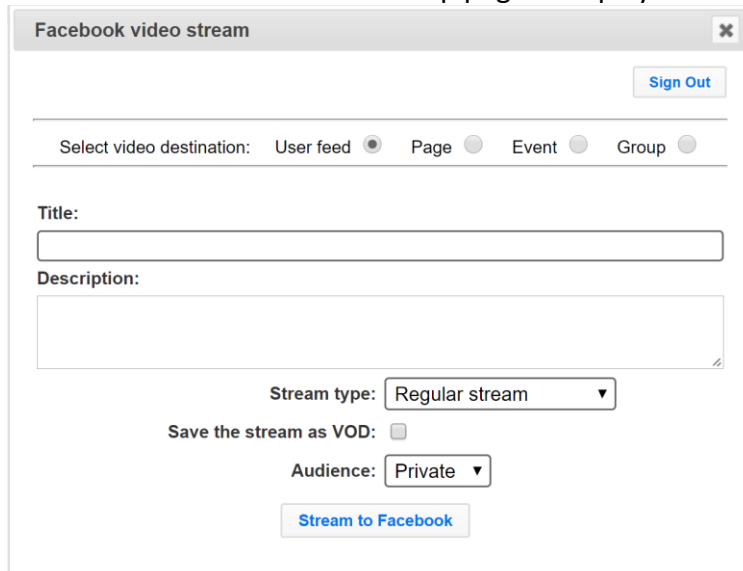 Facebook video stream
Sign Out
Select video destination: User feed Page Event Group
Title:
Description:
Stream type: Regular stream
Save the stream as VOD:
Audience: Private
Stream to Facebook